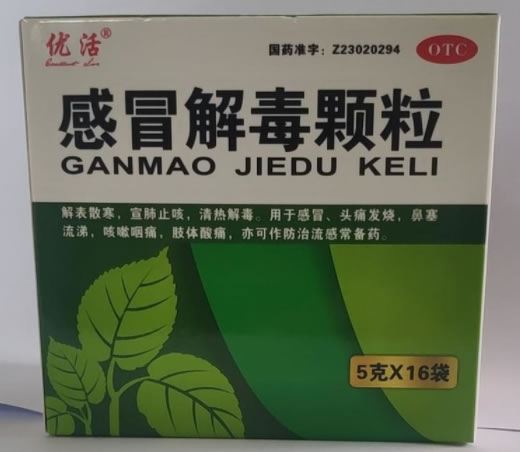 优活®
国药准字：Z23020294
OTC
感冒解毒颗粒
GANMAO JIEDU KELI
解表散寒，宣肺止咳，清热解毒。用于感冒、头痛发烧，鼻塞
流涕，咳嗽咽痛，肢体酸痛，亦可作防治流感常备药。
5克X16袋